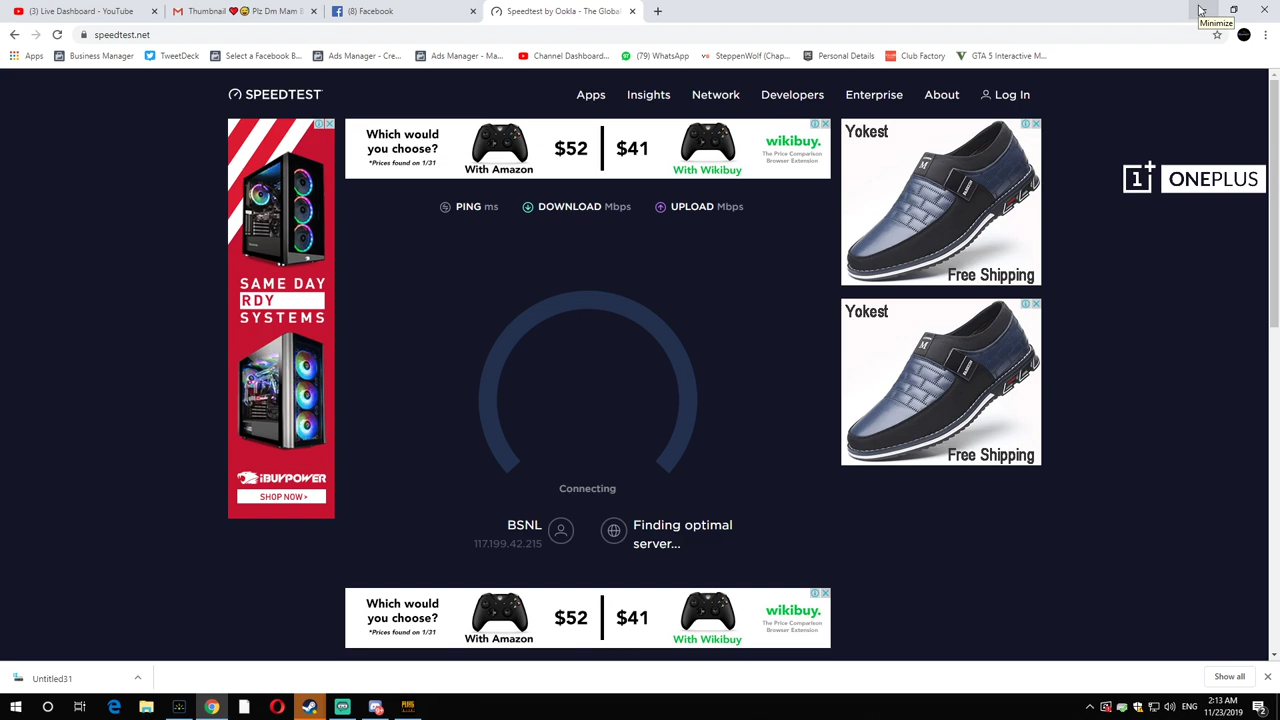 (3) Live Dashboard - YouTube
Thumbnail ❤️😀 Plz Dm Mam B
(8) Facebook
Speedtest by Ookla - The Global
Minimize
speedtest.net
Apps
Business Manager
TweetDeck
Select a Facebook B...
Ads Manager - Cre...
Ads Manager - Ma...
Channel Dashboard...
(79) WhatsApp
SteppenWolf (Chap...
Personal Details
Club Factory
GTA 5 Interactive M...
SPEEDTEST
Apps
Insights
Network
Developers
Enterprise
About
Log In
Which would
you choose?
*Prices found on 1/31
With Amazon
$52
$41
With Wikibuy
wikibuy.
The Price Comparison
Browser Extension
Yokest
Free Shipping
1+ ONEPLUS
PING ms
DOWNLOAD Mbps
UPLOAD Mbps
SAME DAY
RDY
SYSTEMS
iBUYPOWER
SHOP NOW >
Yokest
Free Shipping
Connecting
BSNL
117.199.42.215
Finding optimal
server...
Which would
you choose?
*Prices found on 1/31
With Amazon
$52
$41
With Wikibuy
wikibuy.
The Price Comparison
Browser Extension
Untitled31
Show all
ENG
2:13 AM
11/23/2019